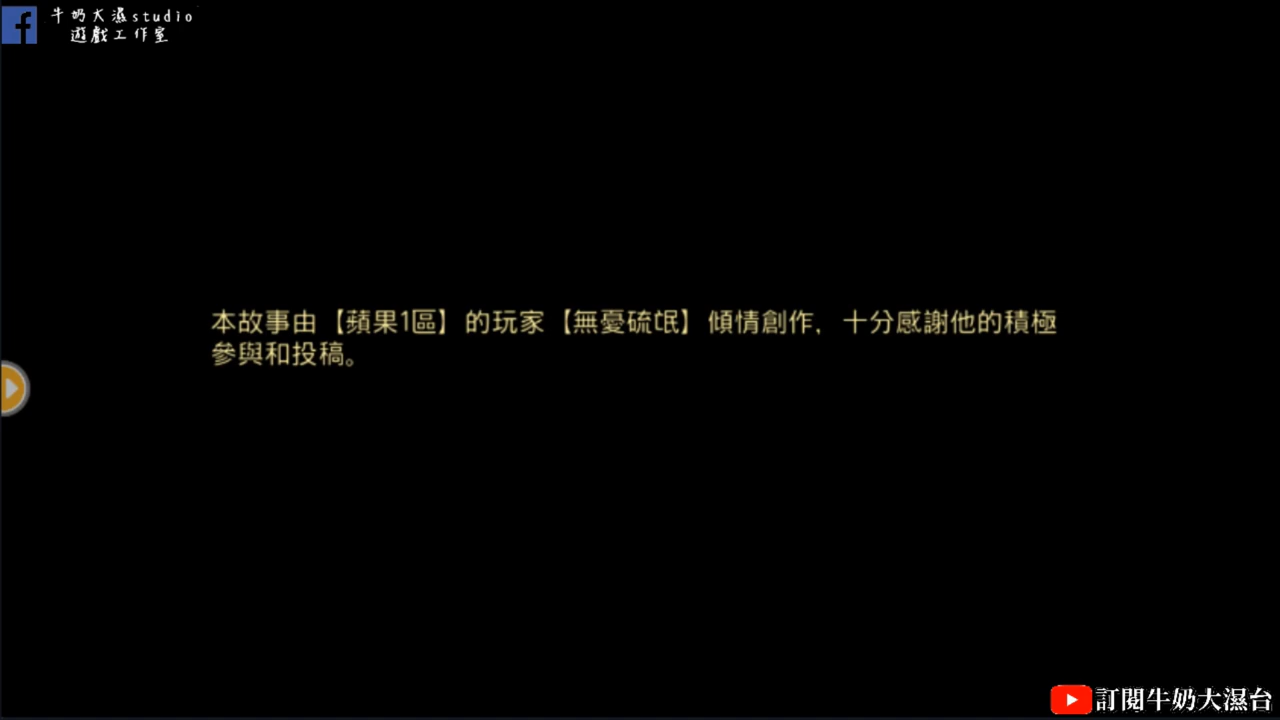 牛奶大濕studio
遊戲工作室
本故事由【蘋果1區】的玩家【無憂硫氓】傾情創作，十分感謝他的積極
參與和投稿。
訂閱牛奶大濕台